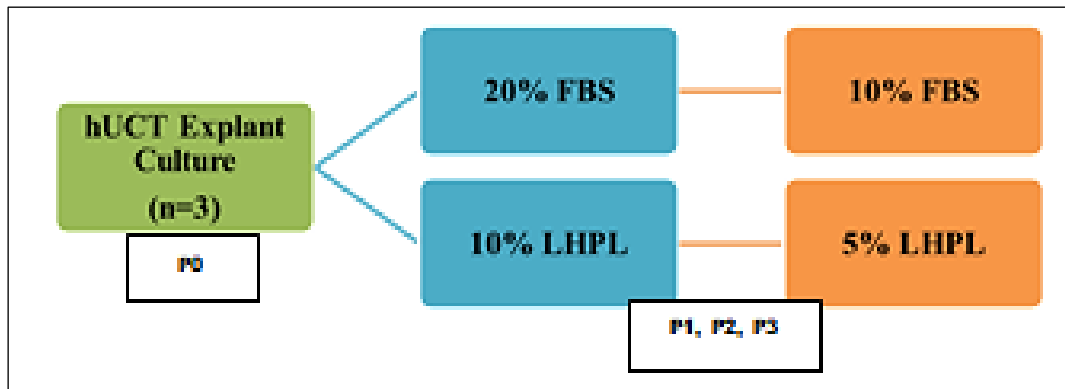 hUCT Explant
Culture
(n=3)
P0
20% FBS
10% FBS
10% LHPL
5% LHPL
P1, P2, P3